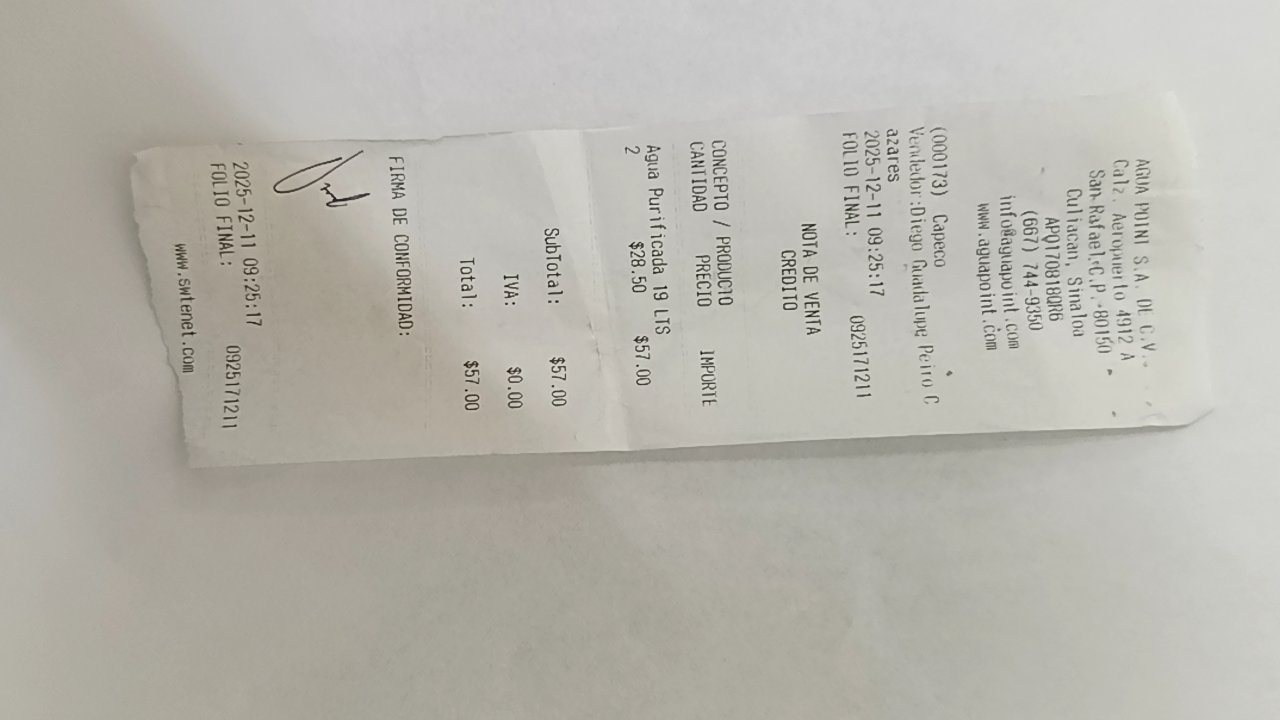 AGUA POINT S.A. DE C.V.
Calz. Aeropuerto 4912 A
San Rafael, C.P. 80150
Culiacan, Sinaloa
APO170818QR6
(667) 744-9350
info@aguapoint.com
www.aguapoint.com
(000173) Capeco
Vendedor:Diego Guadalupe Peiro C
azares
2025-12-11 09:25:17
FOLIO FINAL: 0925171211
NOTA DE VENTA
CREDITO
CONCEPTO / PRODUCTO
CANTIDAD PRECIO IMPORTE
Agua Purificada 19 LTS
2 $28.50 $57.00
SubTotal: $57.00
IVA: $0.00
Total: $57.00
FIRMA DE CONFORMIDAD:
2025-12-11 09:25:17
FOLIO FINAL: 0925171211
www.swtenet.com